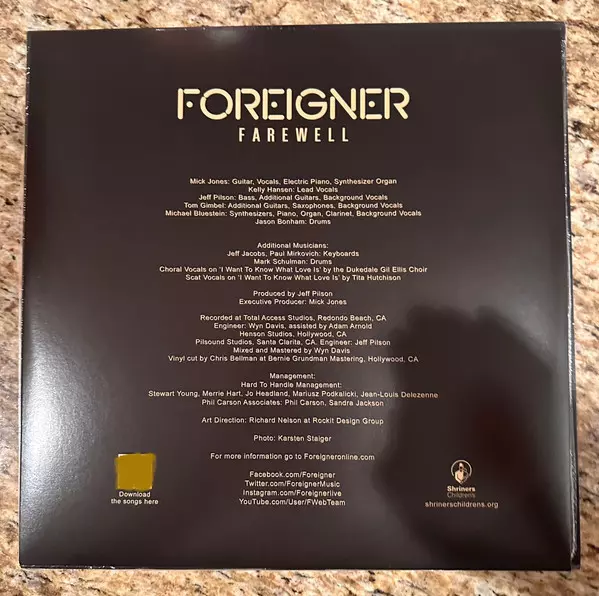 FOREIGNER
FAREWELL
Mick Jones: Guitar, Vocals, Electric Piano, Synthesizer Organ
Kelly Hansen: Lead Vocals
Jeff Pilson: Bass, Additional Guitars, Background Vocals
Tom Gimbel: Additional Guitars, Saxophones, Background Vocals
Michael Bluestein: Synthesizers, Piano, Organ, Clarinet, Background Vocals
Jason Bonham: Drums
Additional Musicians:
Jeff Jacobs, Paul Mirkovich: Keyboards
Mark Schulman: Drums
Choral Vocals on 'I Want To Know What Love Is' by the Dukedale Gil Ellis Choir
Scat Vocals on 'I Want To Know What Love Is' by Tita Hutchison
Produced by Jeff Pilson
Executive Producer: Mick Jones
Recorded at Total Access Studios, Redondo Beach, CA
Engineer: Wyn Davis, assisted by Adam Arnold
Henson Studios, Hollywood, CA
Pilsound Studios, Santa Clarita, CA, Engineer: Jeff Pilson
Mixed and Mastered by Wyn Davis
Vinyl cut by Chris Bellman at Bernie Grundman Mastering, Hollywood, CA
Management:
Hard To Handle Management:
Stewart Young, Merrie Hart, Jo Headland, Mariusz Podkalicki, Jean-Louis Delezenne
Phil Carson Associates: Phil Carson, Sandra Jackson
Art Direction: Richard Nelson at Rockit Design Group
Photo: Karsten Staiger
For more information go to Foreigneronline.com
Facebook.com/Foreigner
Twitter.com/ForeignerMusic
Instagram.com/Foreignerlive
YouTube.com/User/FWebTeam
Download
the songs here
Shriners
Children's
shrinerschildrens.org